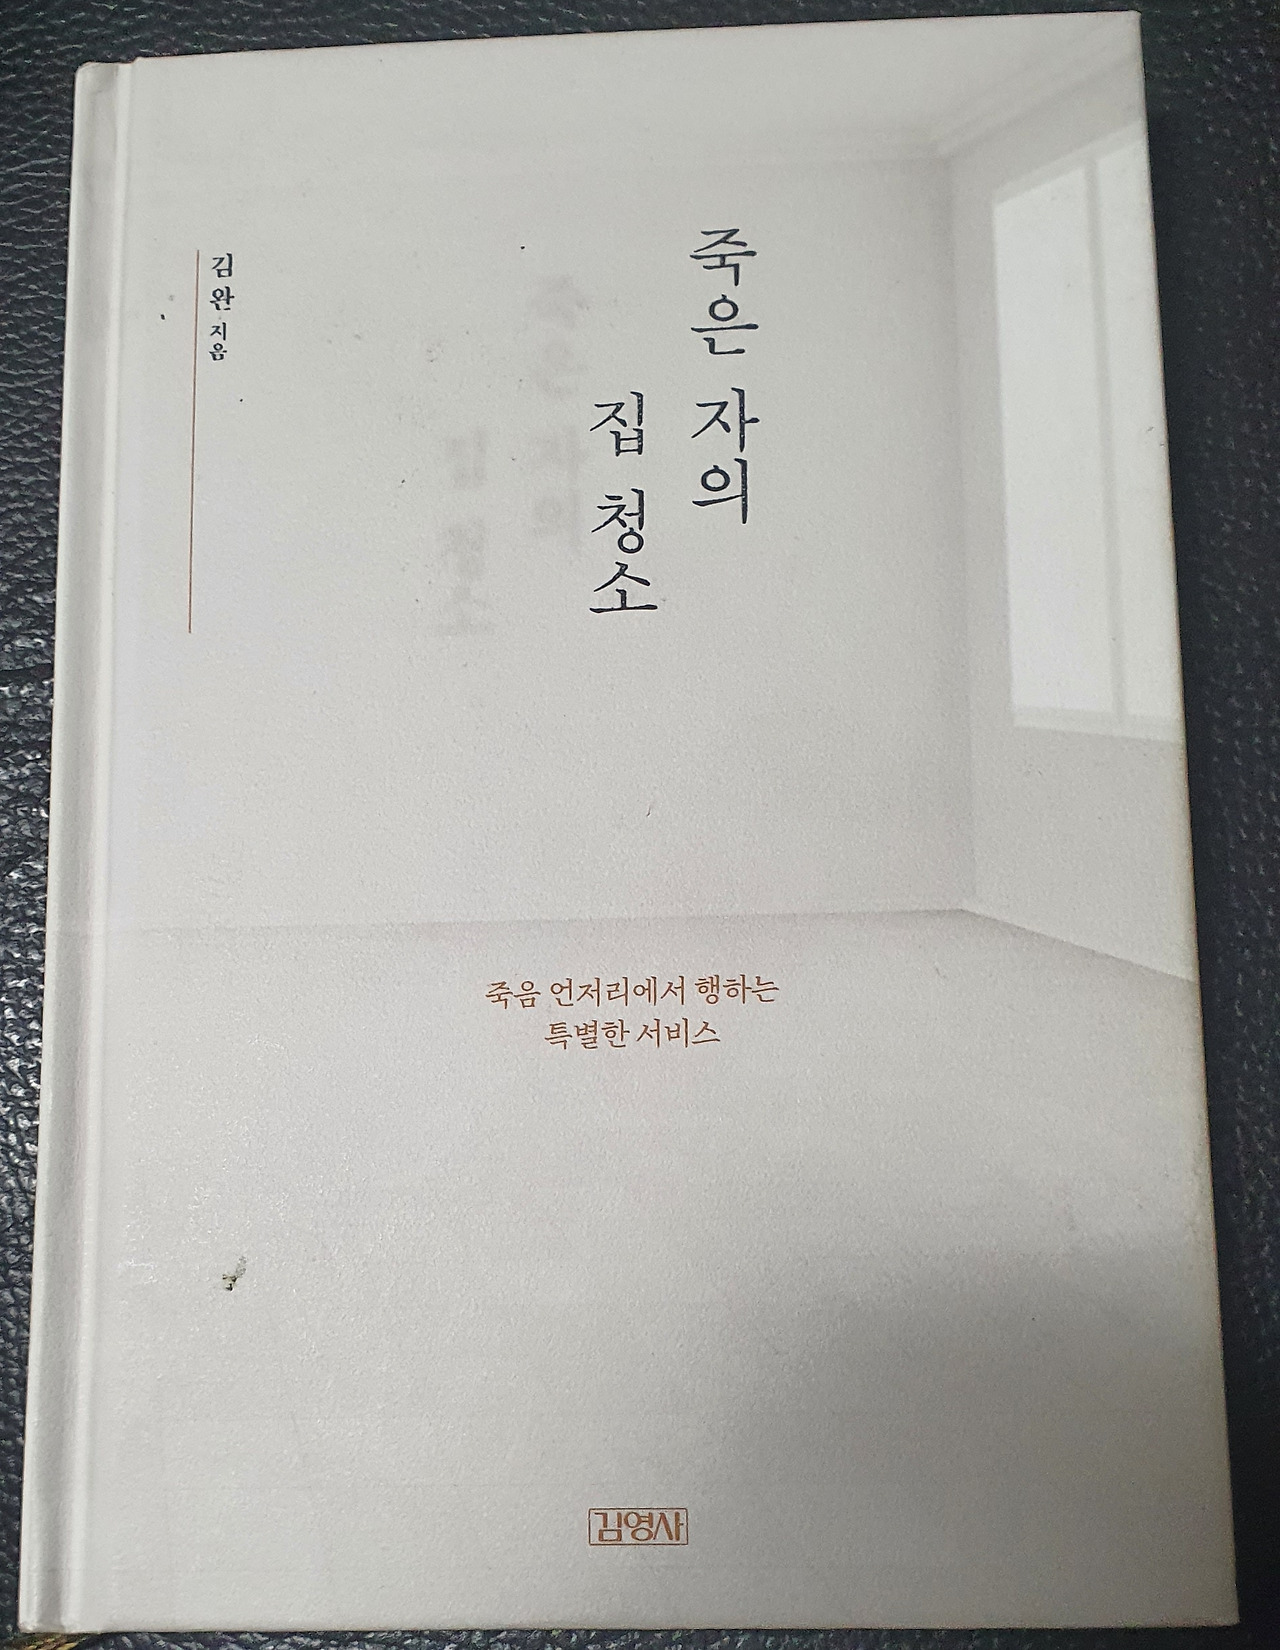 죽은 자의
집 청소
김완 지음
죽음 언저리에서 행하는
특별한 서비스
김영사